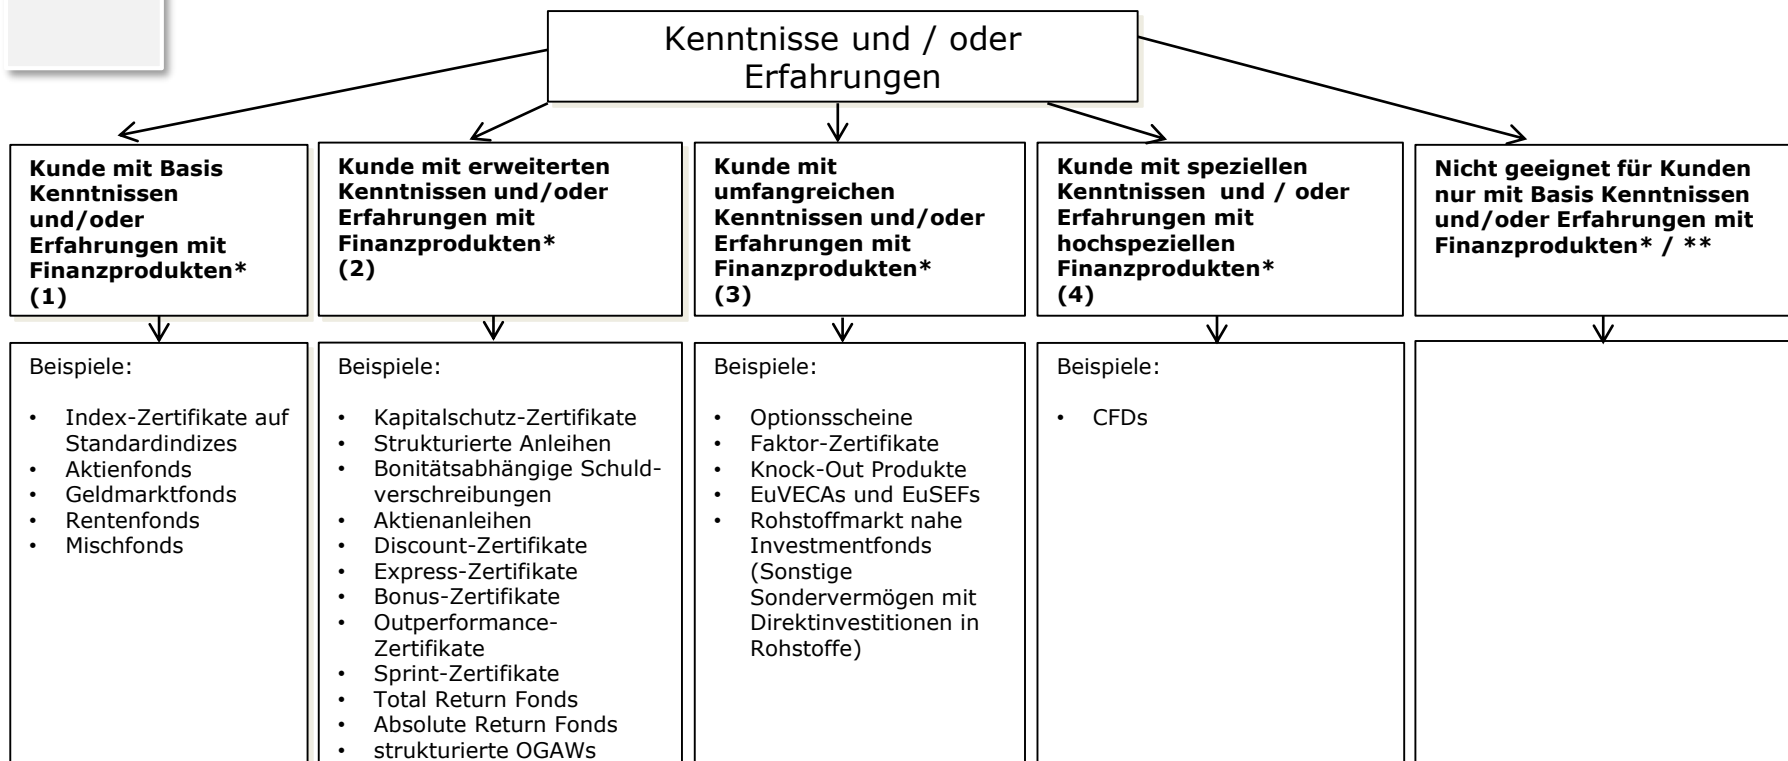 Kenntnisse und / oder
Erfahrungen
Kunde mit Basis
Kenntnissen
und/oder
Erfahrungen mit
Finanzprodukten*
(1)
Kunde mit erweiterten
Kenntnissen und/oder
Erfahrungen mit
Finanzprodukten*
(2)
Kunde mit
umfangreichen
Kenntnissen und/oder
Erfahrungen mit
Finanzprodukten*
(3)
Kunde mit speziellen
Kenntnissen und / oder
Erfahrungen mit
hochspeziellen
Finanzprodukten*
(4)
Nicht geeignet für Kunden
nur mit Basis Kenntnissen
und/oder Erfahrungen mit
Finanzprodukten* / **
Beispiele:
• Index-Zertifikate auf
Standardindizes
• Aktienfonds
• Geldmarktfonds
• Rentenfonds
• Mischfonds
Beispiele:
• Kapitalschutz-Zertifikate
• Strukturierte Anleihen
• Bonitätsabhängige Schuld-
verschreibungen
• Aktienanleihen
• Discount-Zertifikate
• Express-Zertifikate
• Bonus-Zertifikate
• Outperformance-
Zertifikate
• Sprint-Zertifikate
• Total Return Fonds
• Absolute Return Fonds
• strukturierte OGAWs
Beispiele:
• Optionsscheine
• Faktor-Zertifikate
• Knock-Out Produkte
• EuVECAs und EuSEFs
• Rohstoffmarkt nahe
Investmentfonds
(Sonstige
Sondervermögen mit
Direktinvestitionen in
Rohstoffe)
Beispiele:
• CFDs